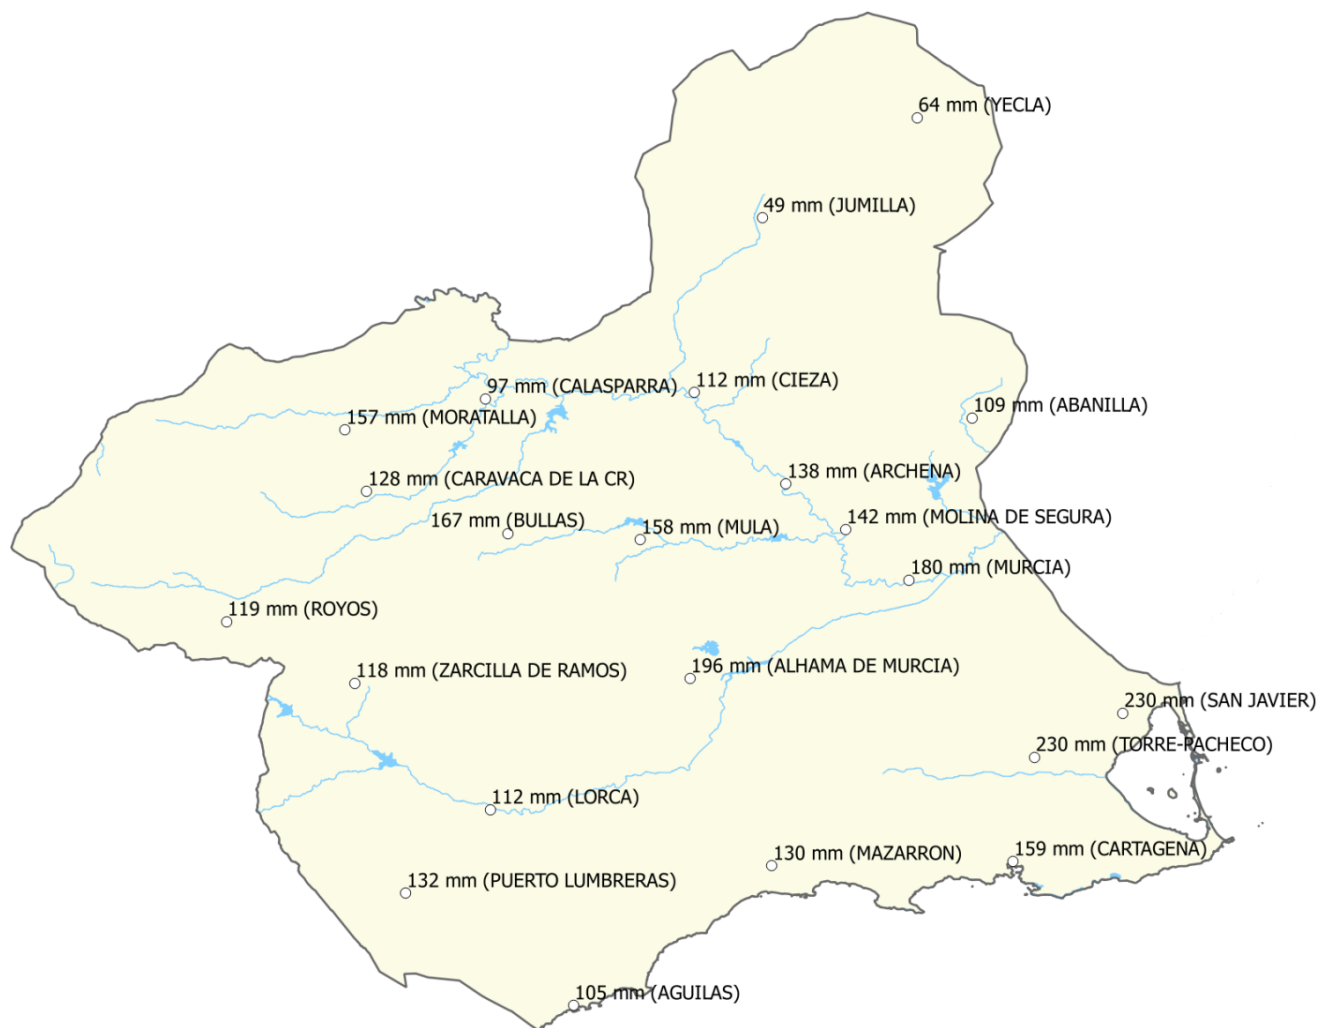 64 mm (YECLA)
49 mm (JUMILLA)
97 mm (CALASPARRA)
112 mm (CIEZA)
109 mm (ABANILLA)
157 mm (MORATALLA)
138 mm (ARCHENA)
128 mm (CARAVACA DE LA CR)
167 mm (BULLAS)
158 mm (MULA)
142 mm (MOLINA DE SEGURA)
180 mm (MURCIA)
119 mm (ROYOS)
118 mm (ZARCILLA DE RAMOS)
196 mm (ALHAMA DE MURCIA)
230 mm (SAN JAVIER)
230 mm (TORRE-PACHECO)
112 mm (LORCA)
130 mm (MAZARRON)
159 mm (CARTAGENA)
132 mm (PUERTO LUMBRERAS)
105 mm (AGUILAS)